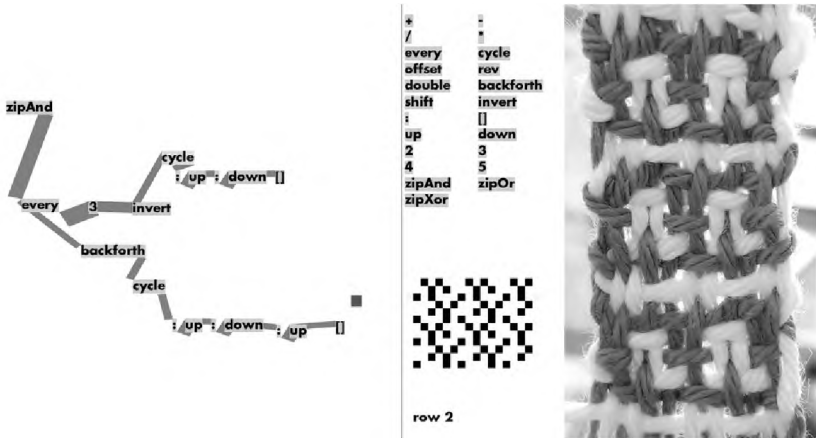 zipAnd
cycle
: up : down []
every 3 invert
backforth
cycle
: up : down : up []
+ -
/ *
every cycle
offset rev
double backforth
shift invert
: []
up down
2 3
4 5
zipAnd zipOr
zipXor
row 2